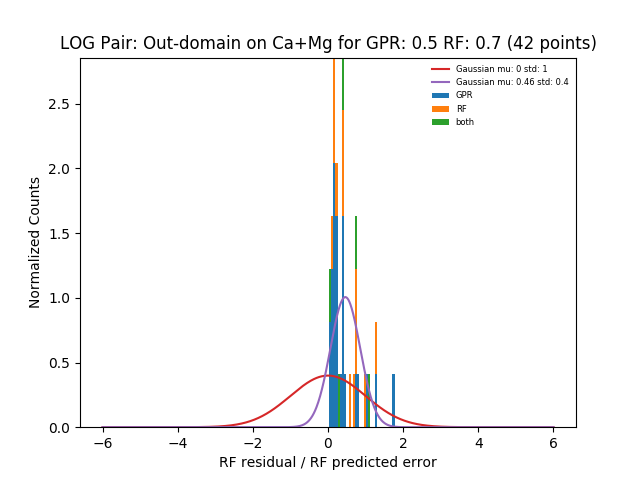 LOG Pair: Out-domain on Ca+Mg for GPR: 0.5 RF: 0.7 (42 points)
Gaussian mu: 0 std: 1
Gaussian mu: 0.46 std: 0.4
GPR
RF
both
Normalized Counts
2.5
2.0
1.5
1.0
0.5
0.0
−6 −4 −2 0 2 4 6
RF residual / RF predicted error